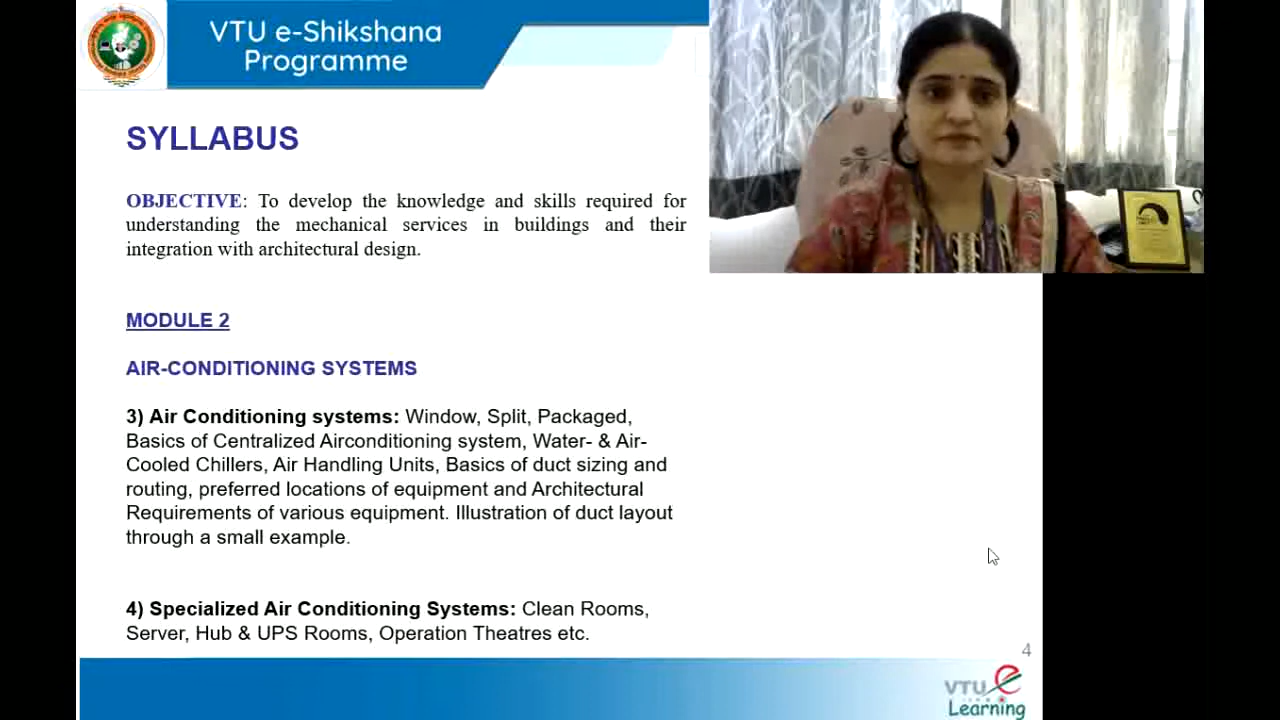 VTU e-Shikshana
Programme
SYLLABUS
OBJECTIVE: To develop the knowledge and skills required for
understanding the mechanical services in buildings and their
integration with architectural design.
MODULE 2
AIR-CONDITIONING SYSTEMS
3) Air Conditioning systems: Window, Split, Packaged,
Basics of Centralized Airconditioning system, Water- & Air-
Cooled Chillers, Air Handling Units, Basics of duct sizing and
routing, preferred locations of equipment and Architectural
Requirements of various equipment. Illustration of duct layout
through a small example.
4) Specialized Air Conditioning Systems: Clean Rooms,
Server, Hub & UPS Rooms, Operation Theatres etc.
4
VTU e
Learning